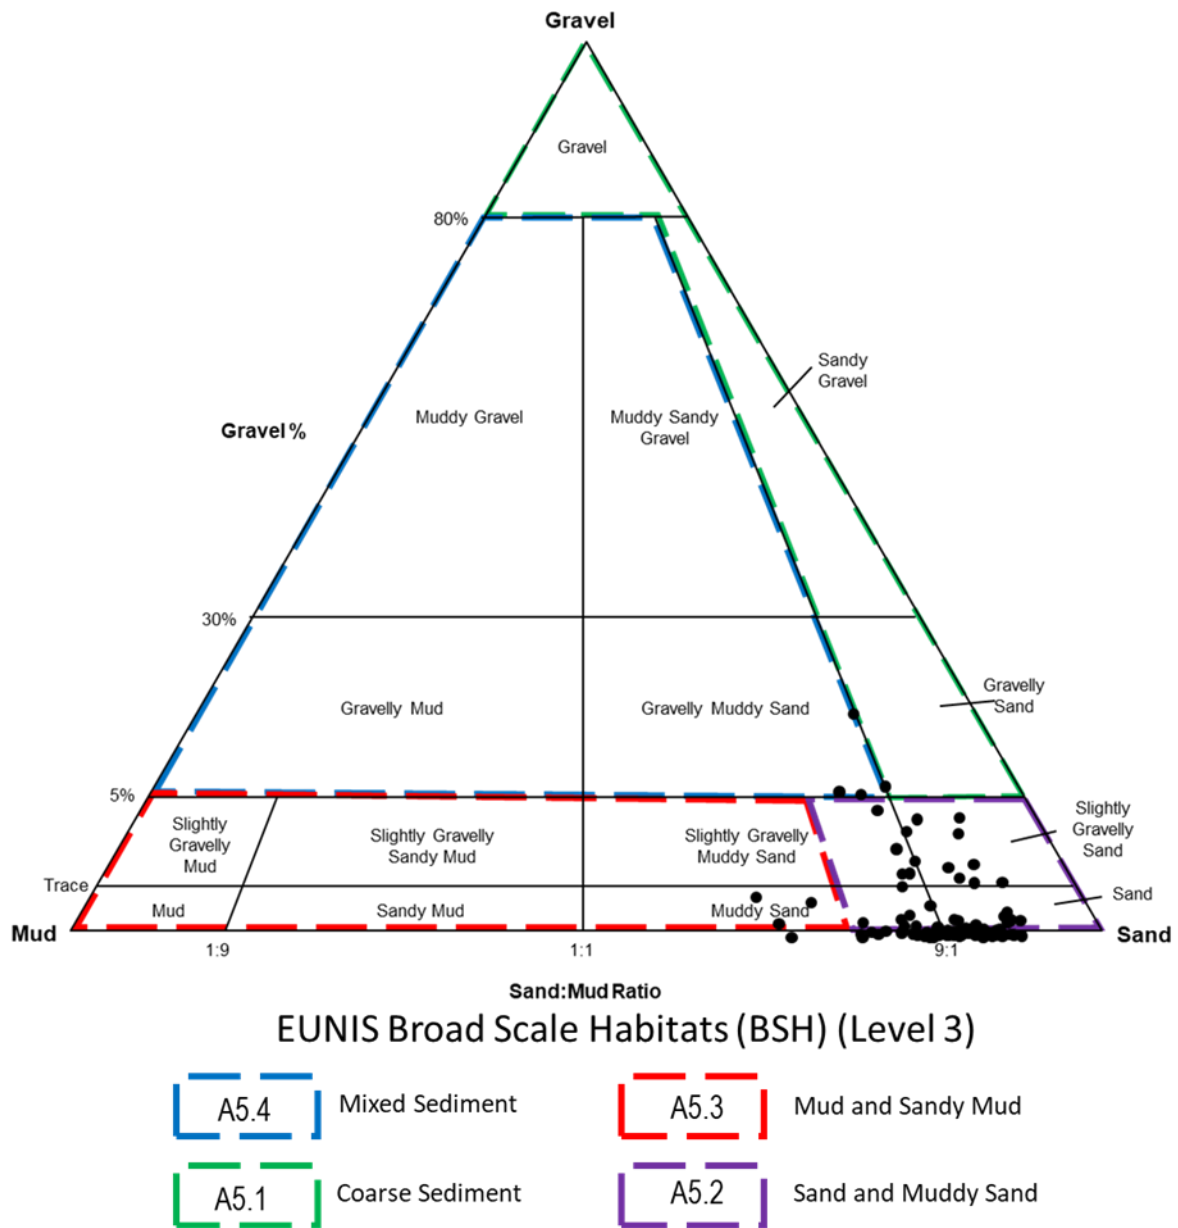 Gravel
Gravel
80%
Sandy
Gravel
Muddy Gravel
Muddy Sandy
Gravel
Gravel %
30%
Gravelly
Sand
Gravelly Mud
Gravelly Muddy Sand
5%
Slightly
Gravelly
Mud
Slightly Gravelly
Sandy Mud
Slightly Gravelly
Muddy Sand
Slightly
Gravelly
Sand
Trace
Mud
Sandy Mud
Muddy Sand
Sand
Mud
Sand
1:9
1:1
9:1
Sand:Mud Ratio
EUNIS Broad Scale Habitats (BSH) (Level 3)
A5.4
Mixed Sediment
A5.3
Mud and Sandy Mud
A5.1
Coarse Sediment
A5.2
Sand and Muddy Sand